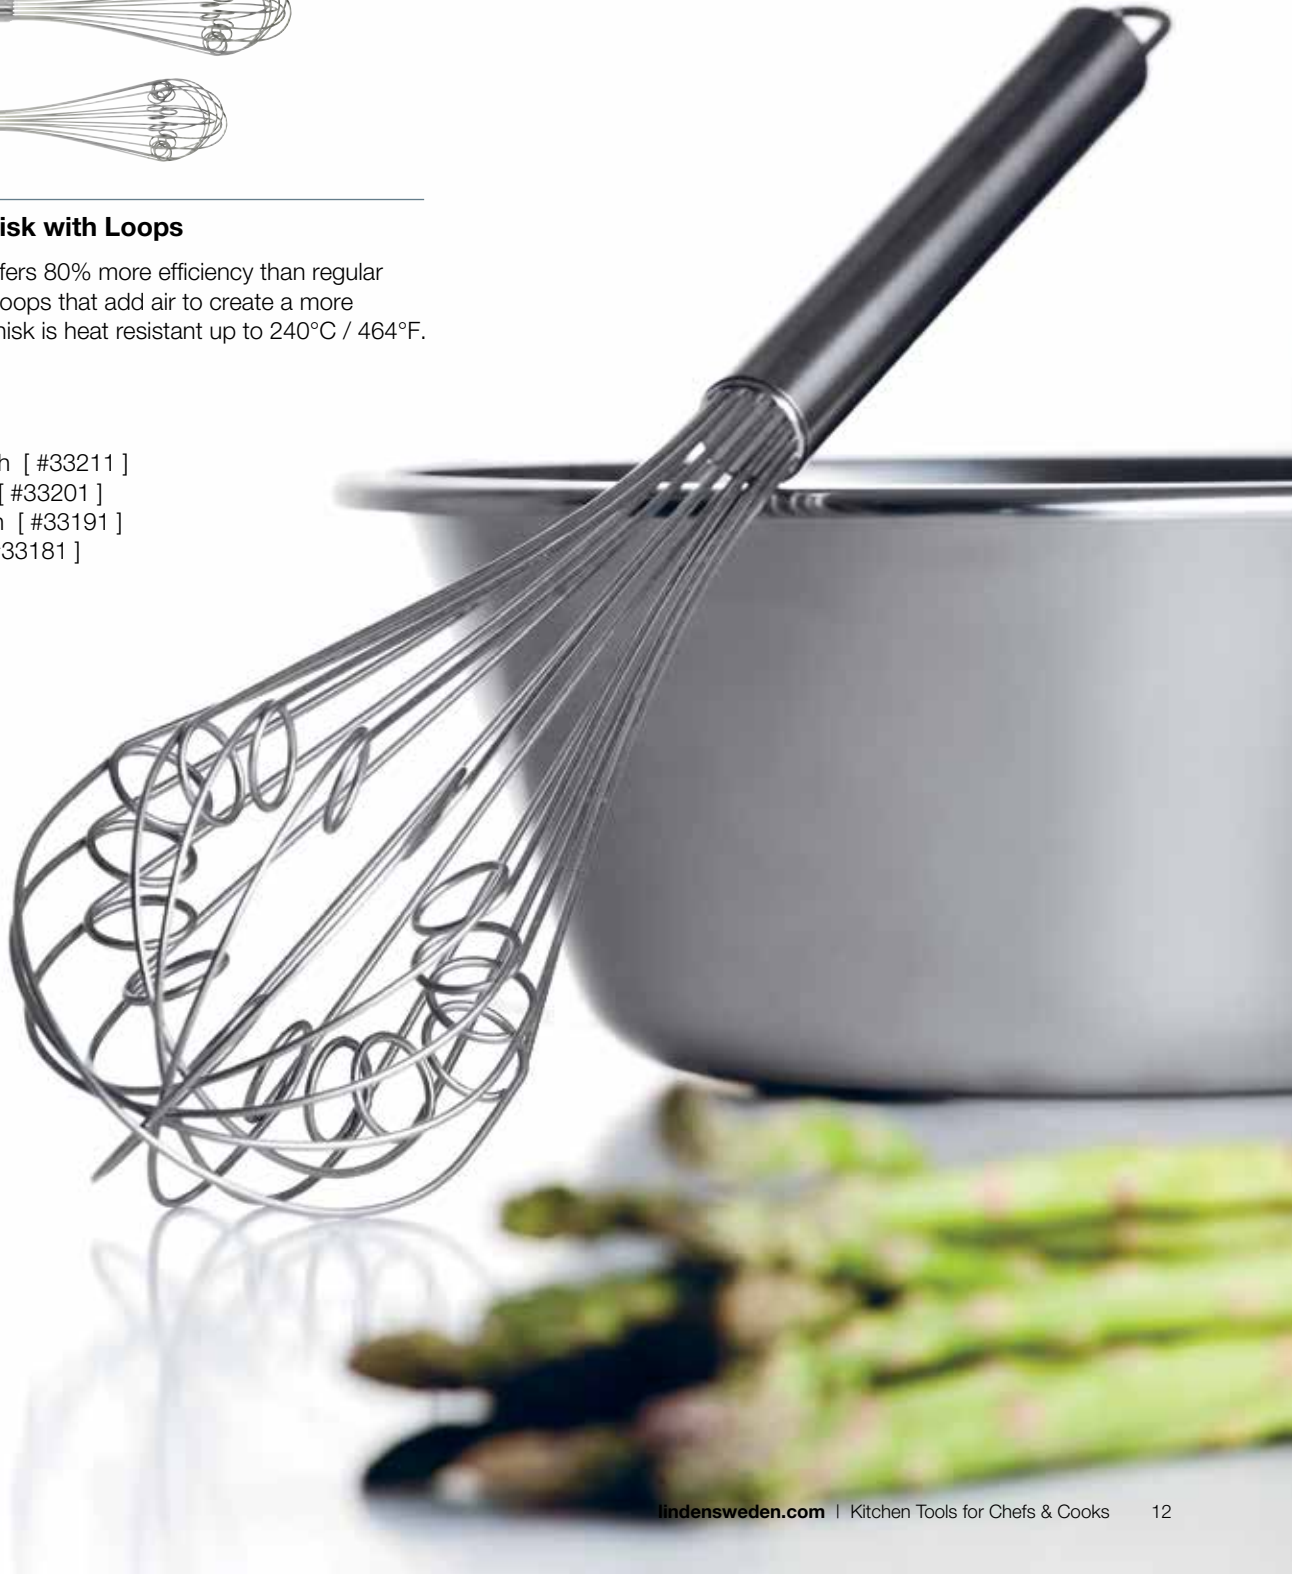 isk with Loops
fers 80% more efficiency than regular
oops that add air to create a more
isk is heat resistant up to 240°C / 464°F.
h [ #33211 ]
[ #33201 ]
[ #33191 ]
33181 ]
lindensweden.com | Kitchen Tools for Chefs & Cooks 12